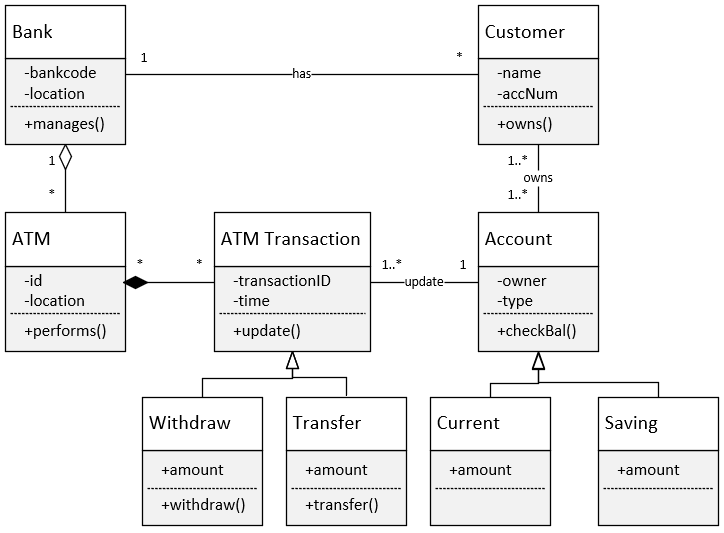 Bank
-bankcode
-location
+manages()
1
has
*
Customer
-name
-accNum
+owns()
1
*
1..*
owns
1..*
ATM
-id
-location
+performs()
*
*
ATM Transaction
-transactionID
-time
+update()
1..*
update
1
Account
-owner
-type
+checkBal()
Withdraw
+amount
+withdraw()
Transfer
+amount
+transfer()
Current
+amount
Saving
+amount